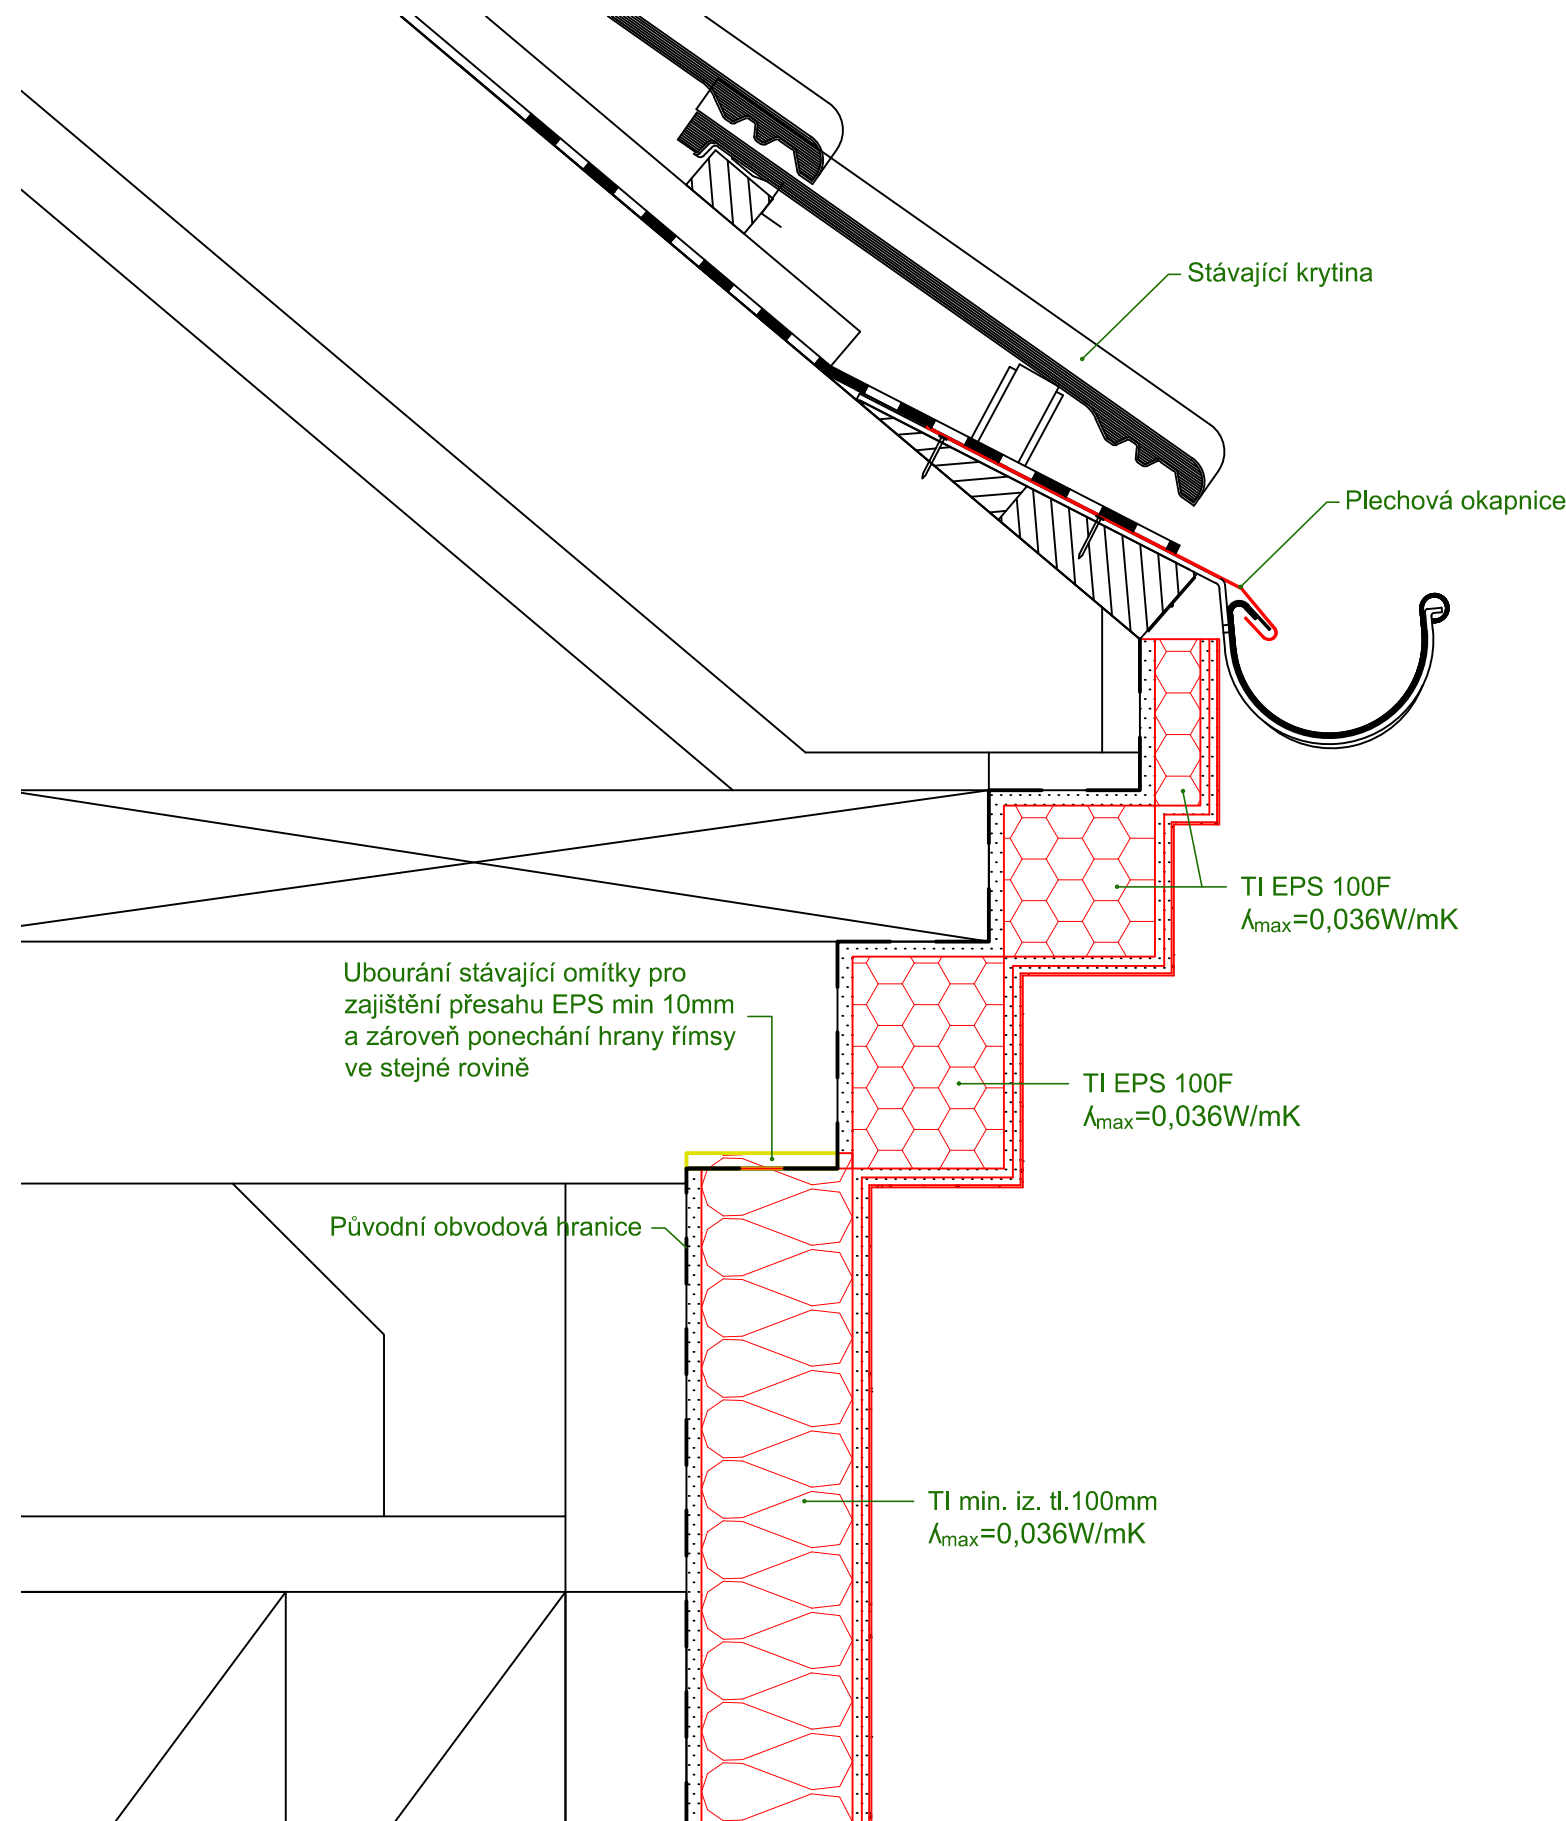 Stávající krytina
Plechová okapnice
TI EPS 100F
λmax=0,036W/mK
Ubourání stávající omítky pro
zajištění přesahu EPS min 10mm
a zároveň ponechání hrany římsy
ve stejné rovině
TI EPS 100F
λmax=0,036W/mK
Původní obvodová hranice
TI min. iz. tl.100mm
λmax=0,036W/mK